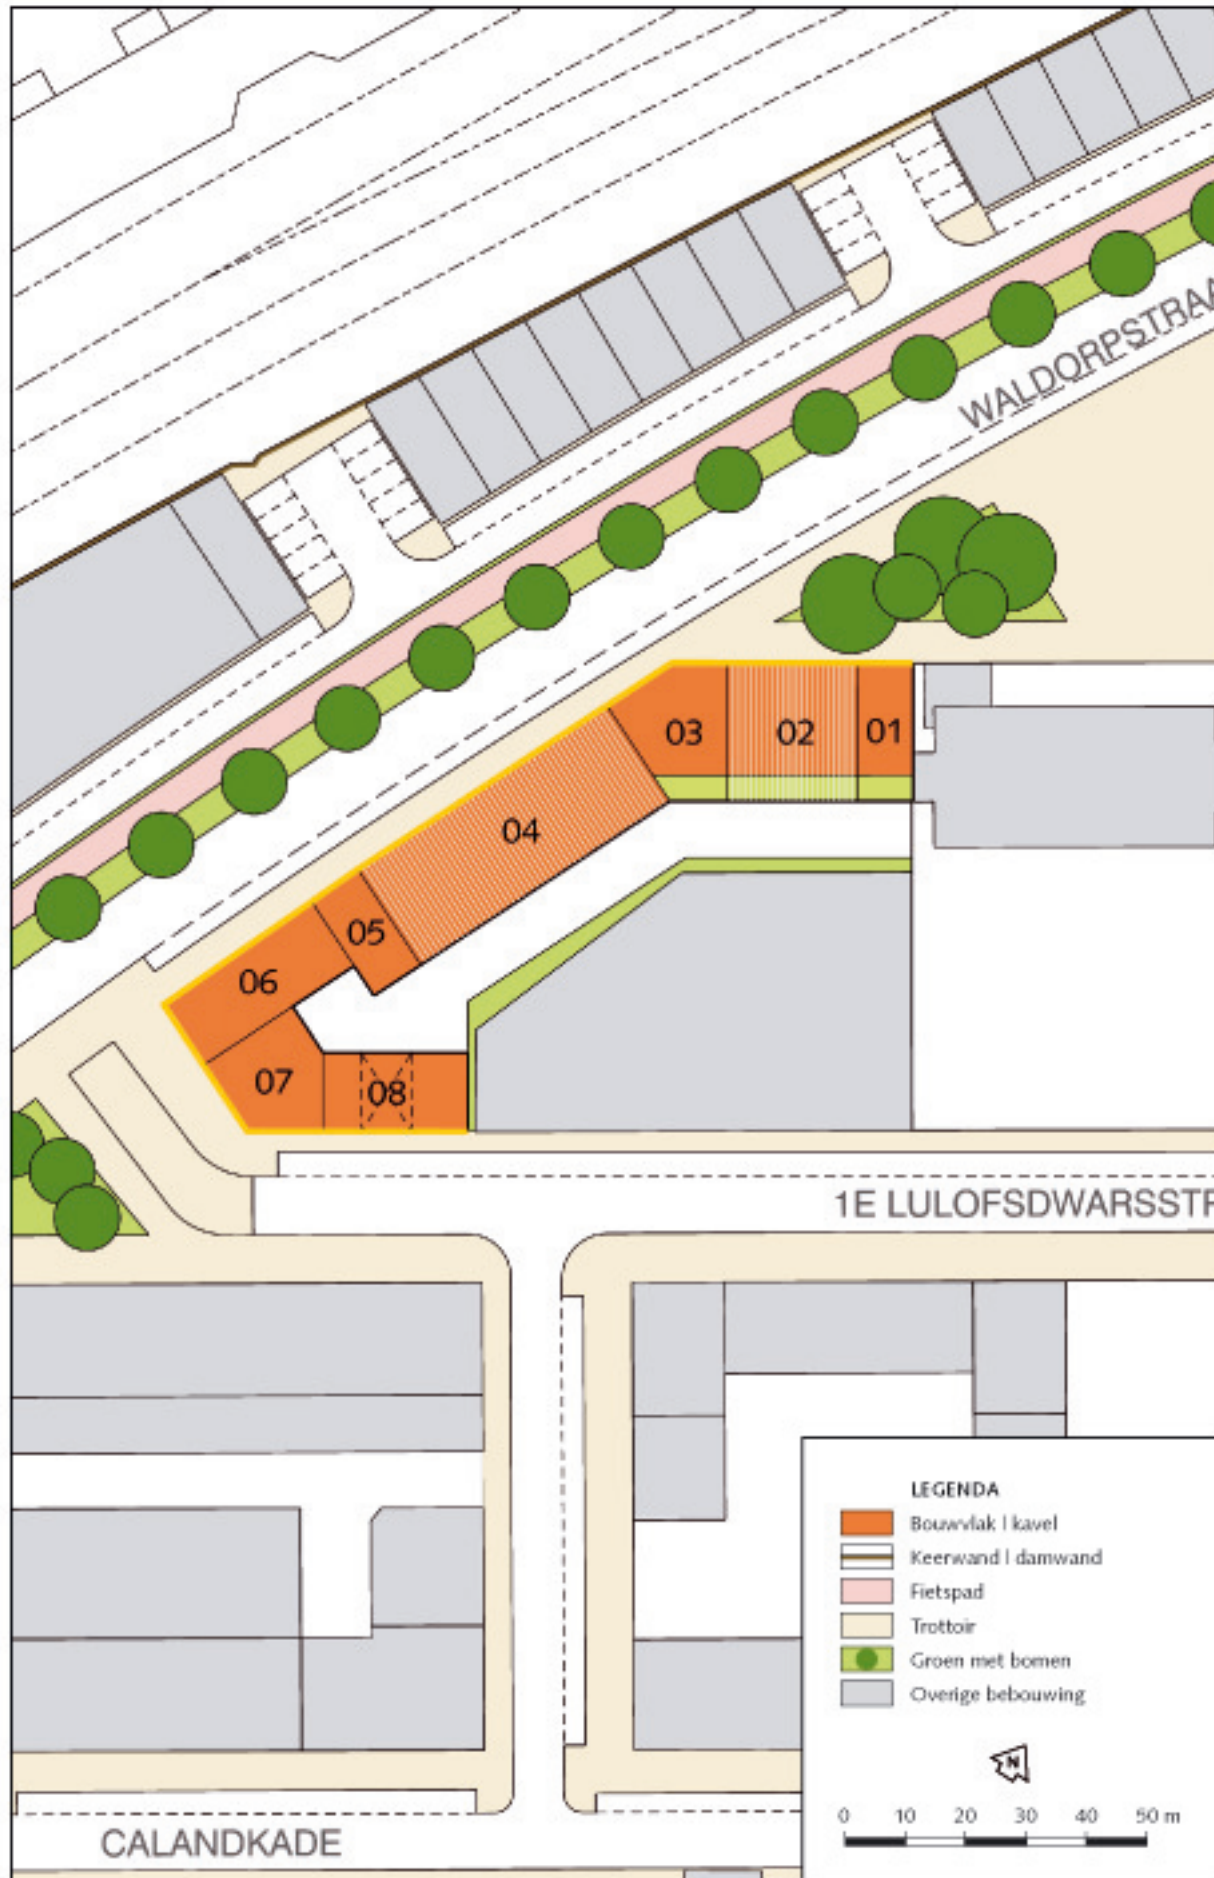 WALDORPSTRAA
03
02
01
04
05
06
07
08
1E LULOFSDWARSSTR
LEGENDA
Bouwvlak | kavel
Keerwand | damwand
Fietspad
Trottoir
Groen met bomen
Overige bebouwing
N
0 10 20 30 40 50 m
CALANDKADE